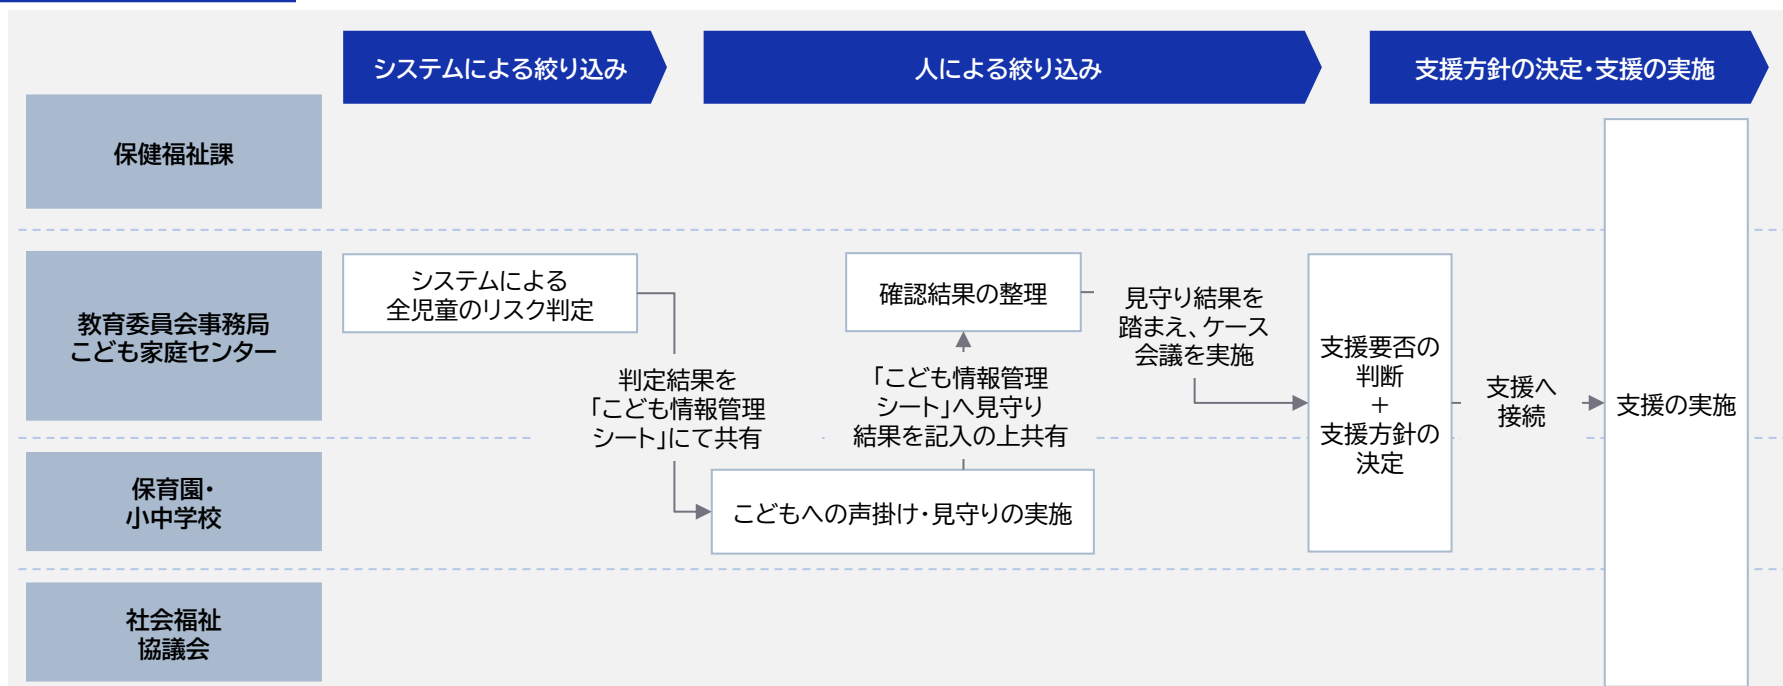 システムによる絞り込み
人による絞り込み
支援方針の決定・支援の実施
保健福祉課
教育委員会事務局
こども家庭センター
システムによる
全児童のリスク判定
判定結果を
「こども情報管理
シート」にて共有
確認結果の整理
「こども情報管理
シート」へ見守り
結果を記入の上共有
見守り結果を
踏まえ、ケース
会議を実施
支援要否の
判断
+
支援方針の
決定
支援へ
接続
支援の実施
保育園・
小中学校
こどもへの声掛け・見守りの実施
社会福祉
協議会